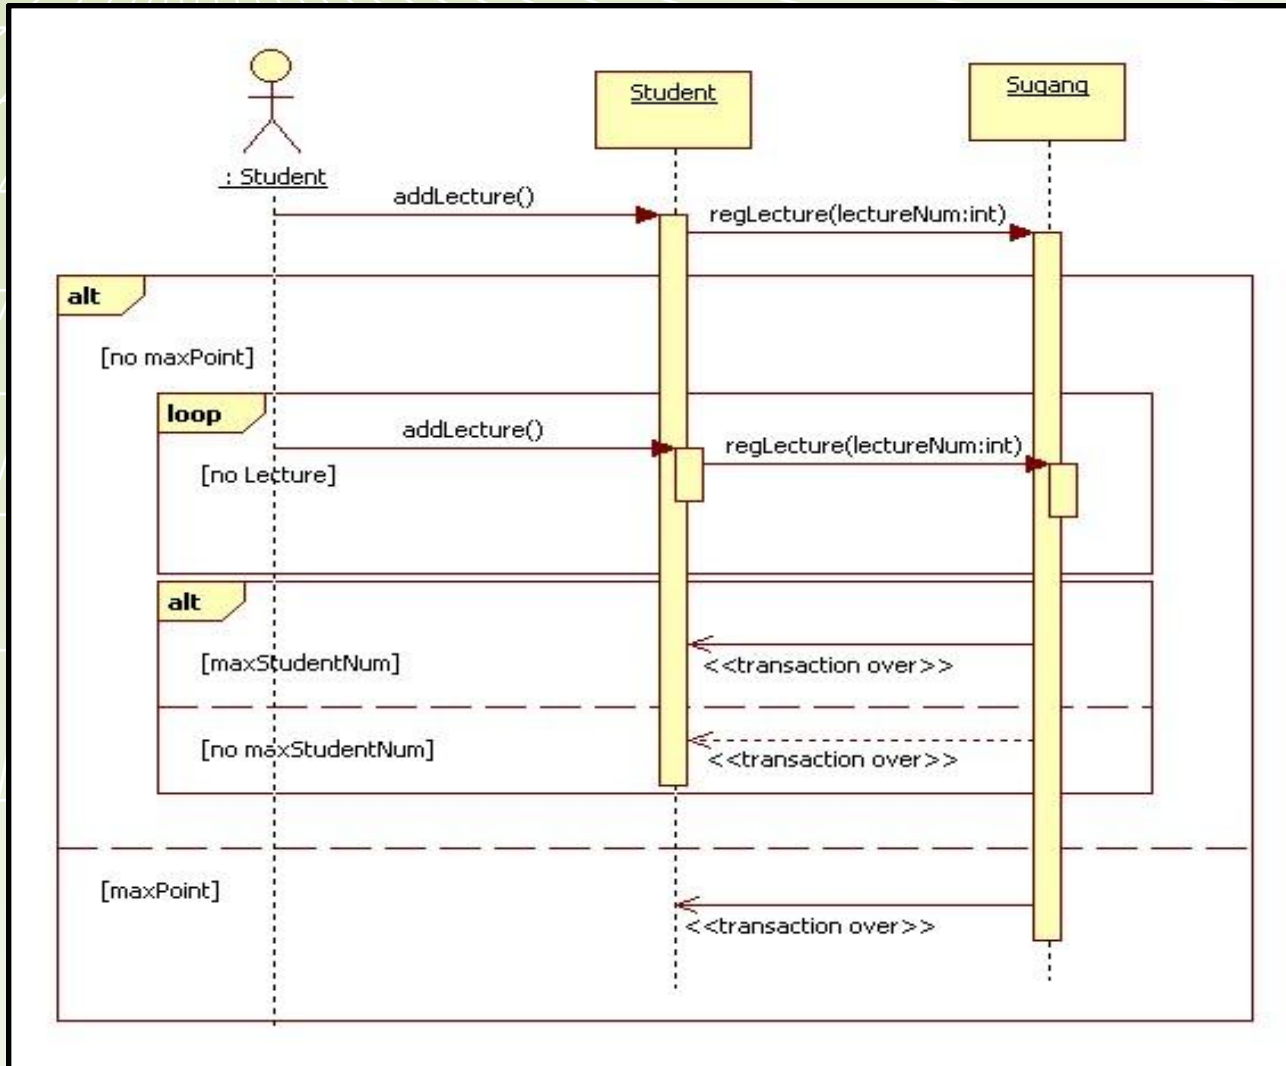 Student
Sugang
: Student
addLecture()
regLecture(lectureNum:int)
alt
[no maxPoint]
loop
addLecture()
regLecture(lectureNum:int)
[no Lecture]
alt
[maxStudentNum]
<<transaction over>>
[no maxStudentNum]
<<transaction over>>
[maxPoint]
<<transaction over>>